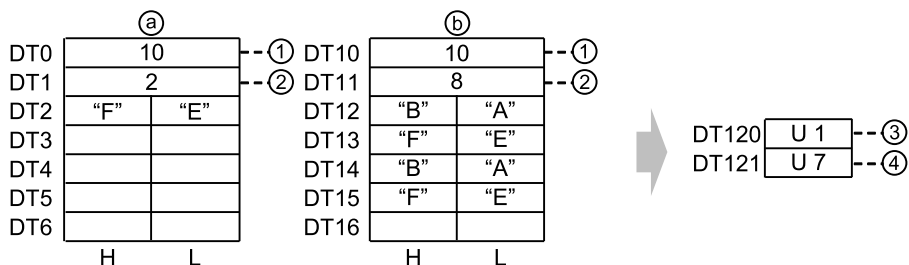 ⓐ ⓑ
DT0 10 ① DT10 10 ①
DT1 2 ② DT11 8 ②
DT2 “F” “E” DT12 “B” “A”
DT3 DT13 “F” “E” DT120 U 1 ③
DT4 DT14 “B” “A” DT121 U 7 ④
DT5 DT15 “F” “E”
DT6 DT16
H L H L